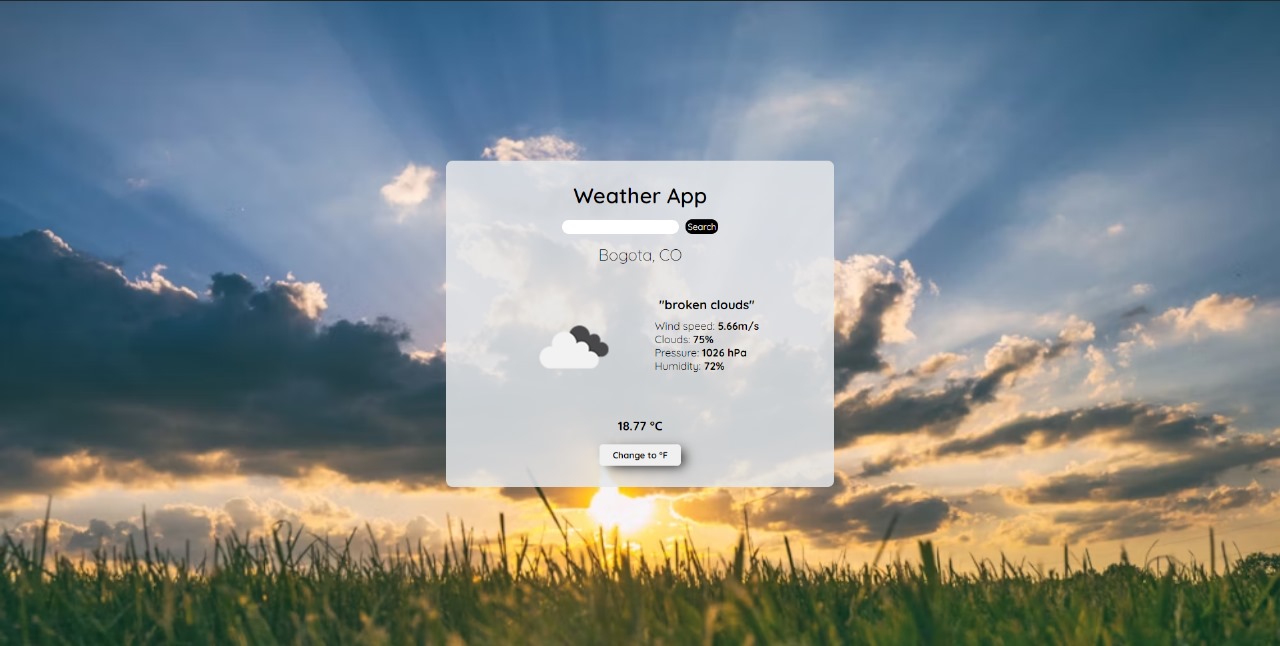 Weather App
Search
Bogota, CO
"broken clouds"
Wind speed: 5.66m/s
Clouds: 75%
Pressure: 1026 hPa
Humidity: 72%
18.77 °C
Change to °F